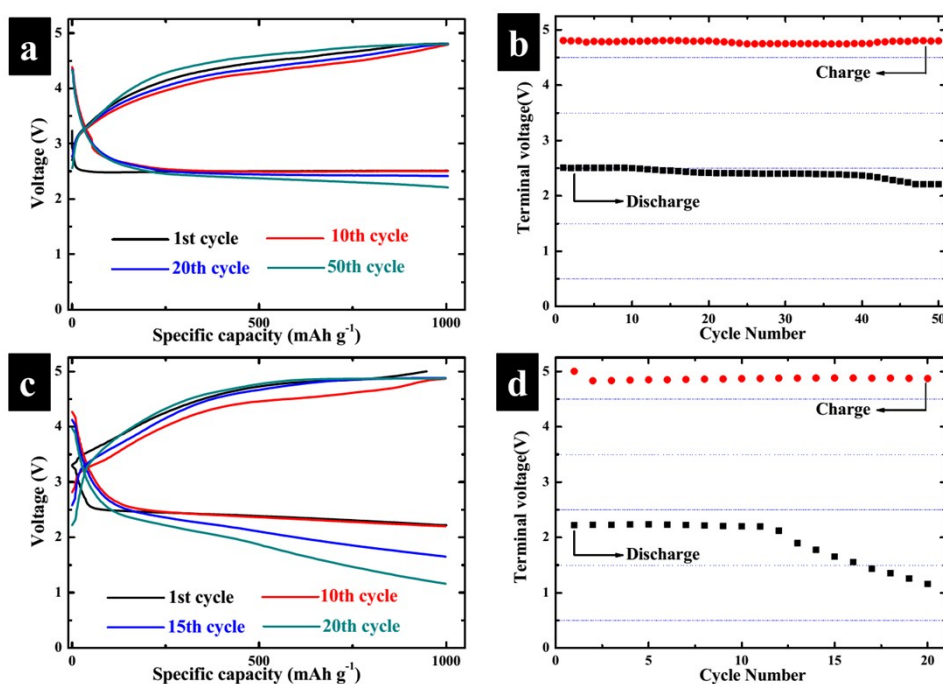 a
Voltage (V)
5
4
3
2
1
0
1st cycle
10th cycle
20th cycle
50th cycle
0
500
1000
Specific capacity (mAh g⁻¹)
b
Terminal voltage(V)
5
4
3
2
1
0
Charge
Discharge
0
10
20
30
40
50
Cycle Number
c
Voltage (V)
5
4
3
2
1
0
1st cycle
10th cycle
15th cycle
20th cycle
0
500
1000
Specific capacity (mAh g⁻¹)
d
Terminal voltage(V)
5
4
3
2
1
0
Charge
Discharge
0
5
10
15
20
Cycle Number